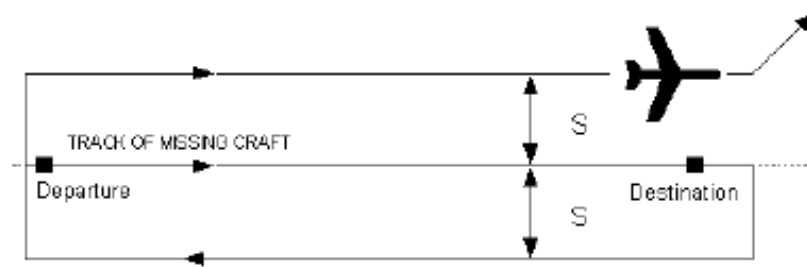 S
TRACK OF MISSING CRAFT
Departure
Destination
S